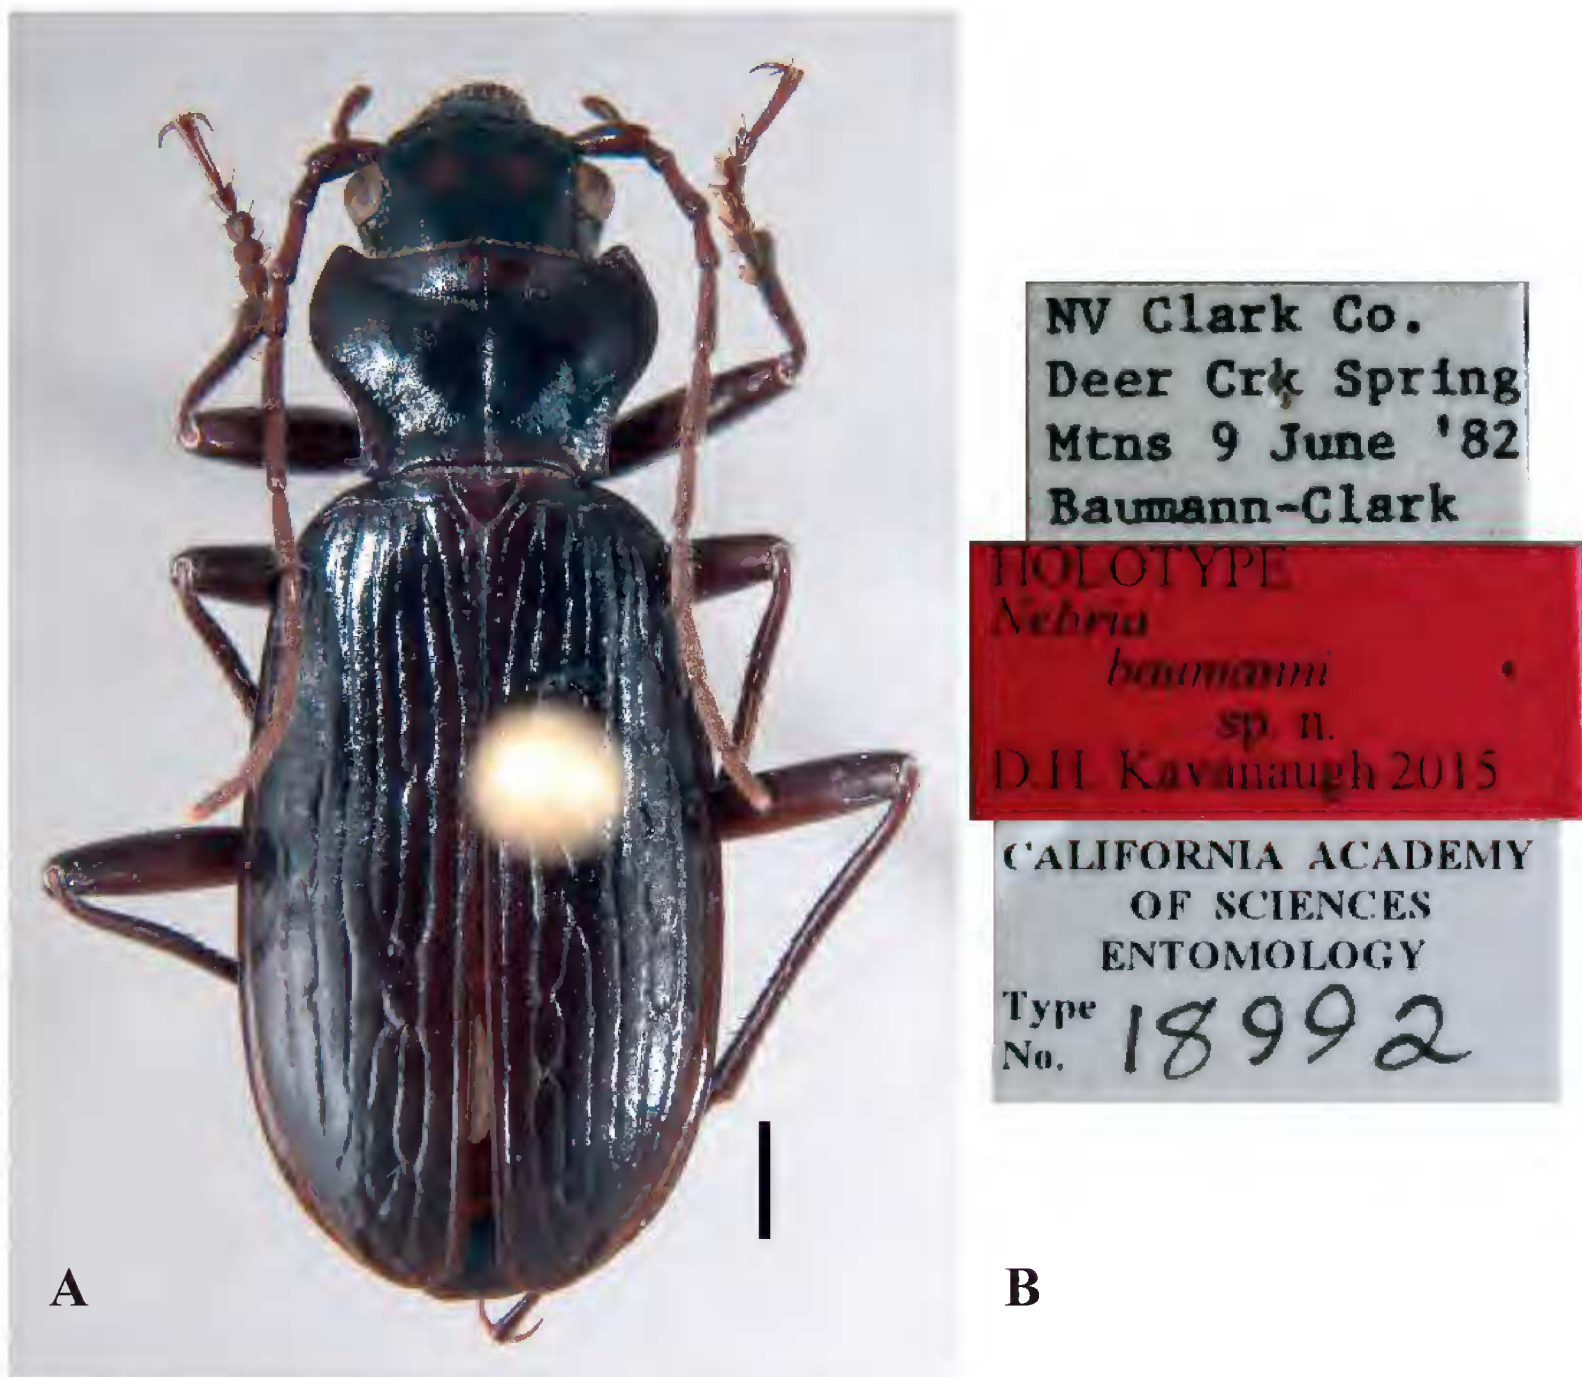 NV Clark Co.
Deer Crk Spring
Mtns 9 June '82
Baumann-Clark
HOLOTYPE
Nebria
baumanni
sp. n.
D.H. Kavanaugh 2015
CALIFORNIA ACADEMY
OF SCIENCES
ENTOMOLOGY
Type
No. 18992
A
B